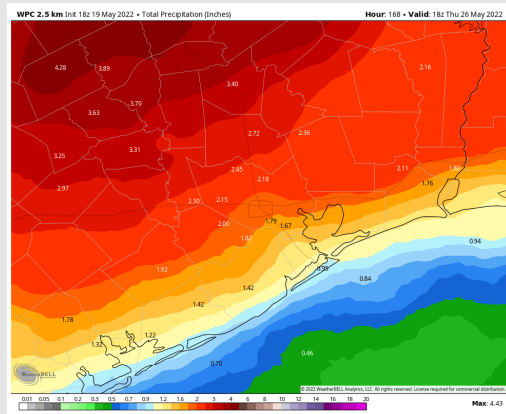 WPC 2.5 km Init 18z 19 May 2022 • Total Precipitation (Inches) Hour: 168 • Valid: 18z Thu 26 May 2022
4.28 3.89 2.16
3.40
3.63 3.70
2.72 2.36
3.25 3.31
2.45 2.11 1.80
2.97 2.18 1.76
2.30 2.15
2.00 1.79 1.67
1.82 0.94
1.92 0.95
0.84
1.42
1.42
1.78
1.22
1.32
0.46
0.70
WeatherBELL
© 2022 WeatherBELL Analytics, LLC. All rights reserved. License required for commercial distribution.
0.01 0.05 0.1 0.2 0.3 0.5 0.7 0.9 1.2 1.6 2 3 4 6 8 10 12 14 16 18 20
Max: 4.43